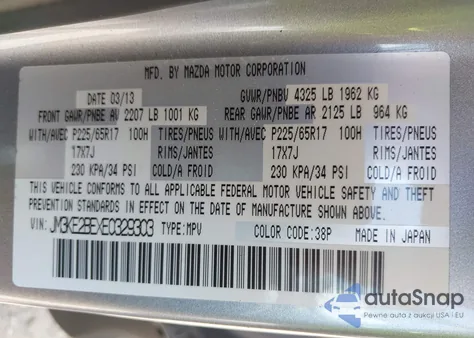 MFD. BY MAZDA MOTOR CORPORATION
DATE 03/13 GVWR/PNBV 4325 LB 1962 KG
FRONT GAWR/PNBE AV 2207 LB 1001 KG REAR GAWR/PNBE AR 2125 LB 964 KG
WITH/AVEC P225/65R17 100H TIRES/PNEUS WITH/AVEC P225/65R17 100H TIRES/PNEUS
17X7J RIMS/JANTES 17X7J RIMS/JANTES
230 KPA/34 PSI COLD/A FROID 230 KPA/34 PSI COLD/A FROID
THIS VEHICLE CONFORMS TO ALL APPLICABLE FEDERAL MOTOR VEHICLE SAFETY AND THEFT
PREVENTION STANDARDS IN EFFECT ON THE DATE OF MANUFACTURE SHOWN ABOVE.
VIN: JM3KE2BEXE0329303 TYPE:MPV COLOR CODE:38P MADE IN JAPAN
autoSnap
Pewne auta z aukcji USA i EU